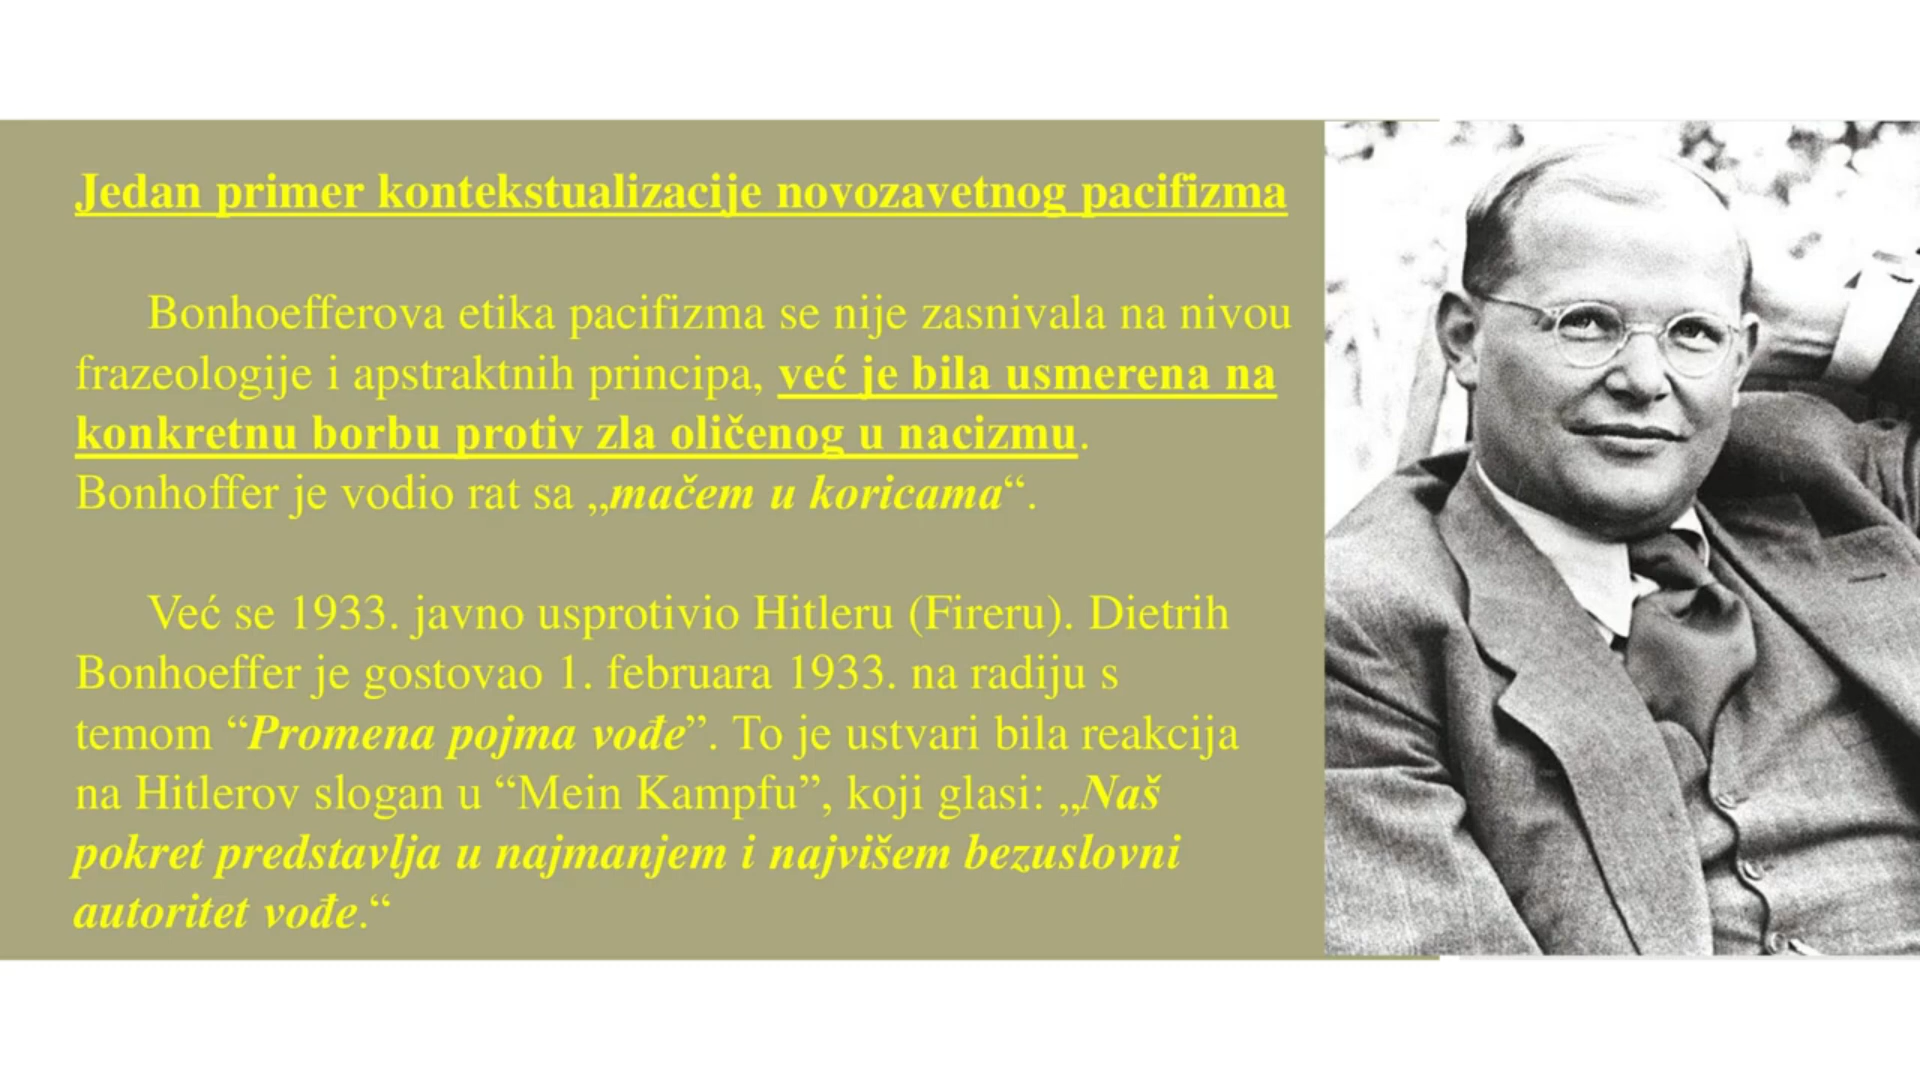 Jedan primer kontekstualizacije novozavetnog pacifizma
Bonhoefferova etika pacifizma se nije zasnivala na nivou
frazeologije i apstraktnih principa, već je bila usmerena na
konkretnu borbu protiv zla oličenog u nacizmu.
Bonhoffer je vodio rat sa „mačem u koricama“.
Već se 1933. javno usprotivio Hitleru (Fireru). Dietrih
Bonhoeffer je gostovao 1. februara 1933. na radiju s
temom “Promena pojma vođe”. To je ustvari bila reakcija
na Hitlerov slogan u “Mein Kampfu”, koji glasi: „Naš
pokret predstavlja u najmanjem i najvišem bezuslovni
autoritet vođe.“